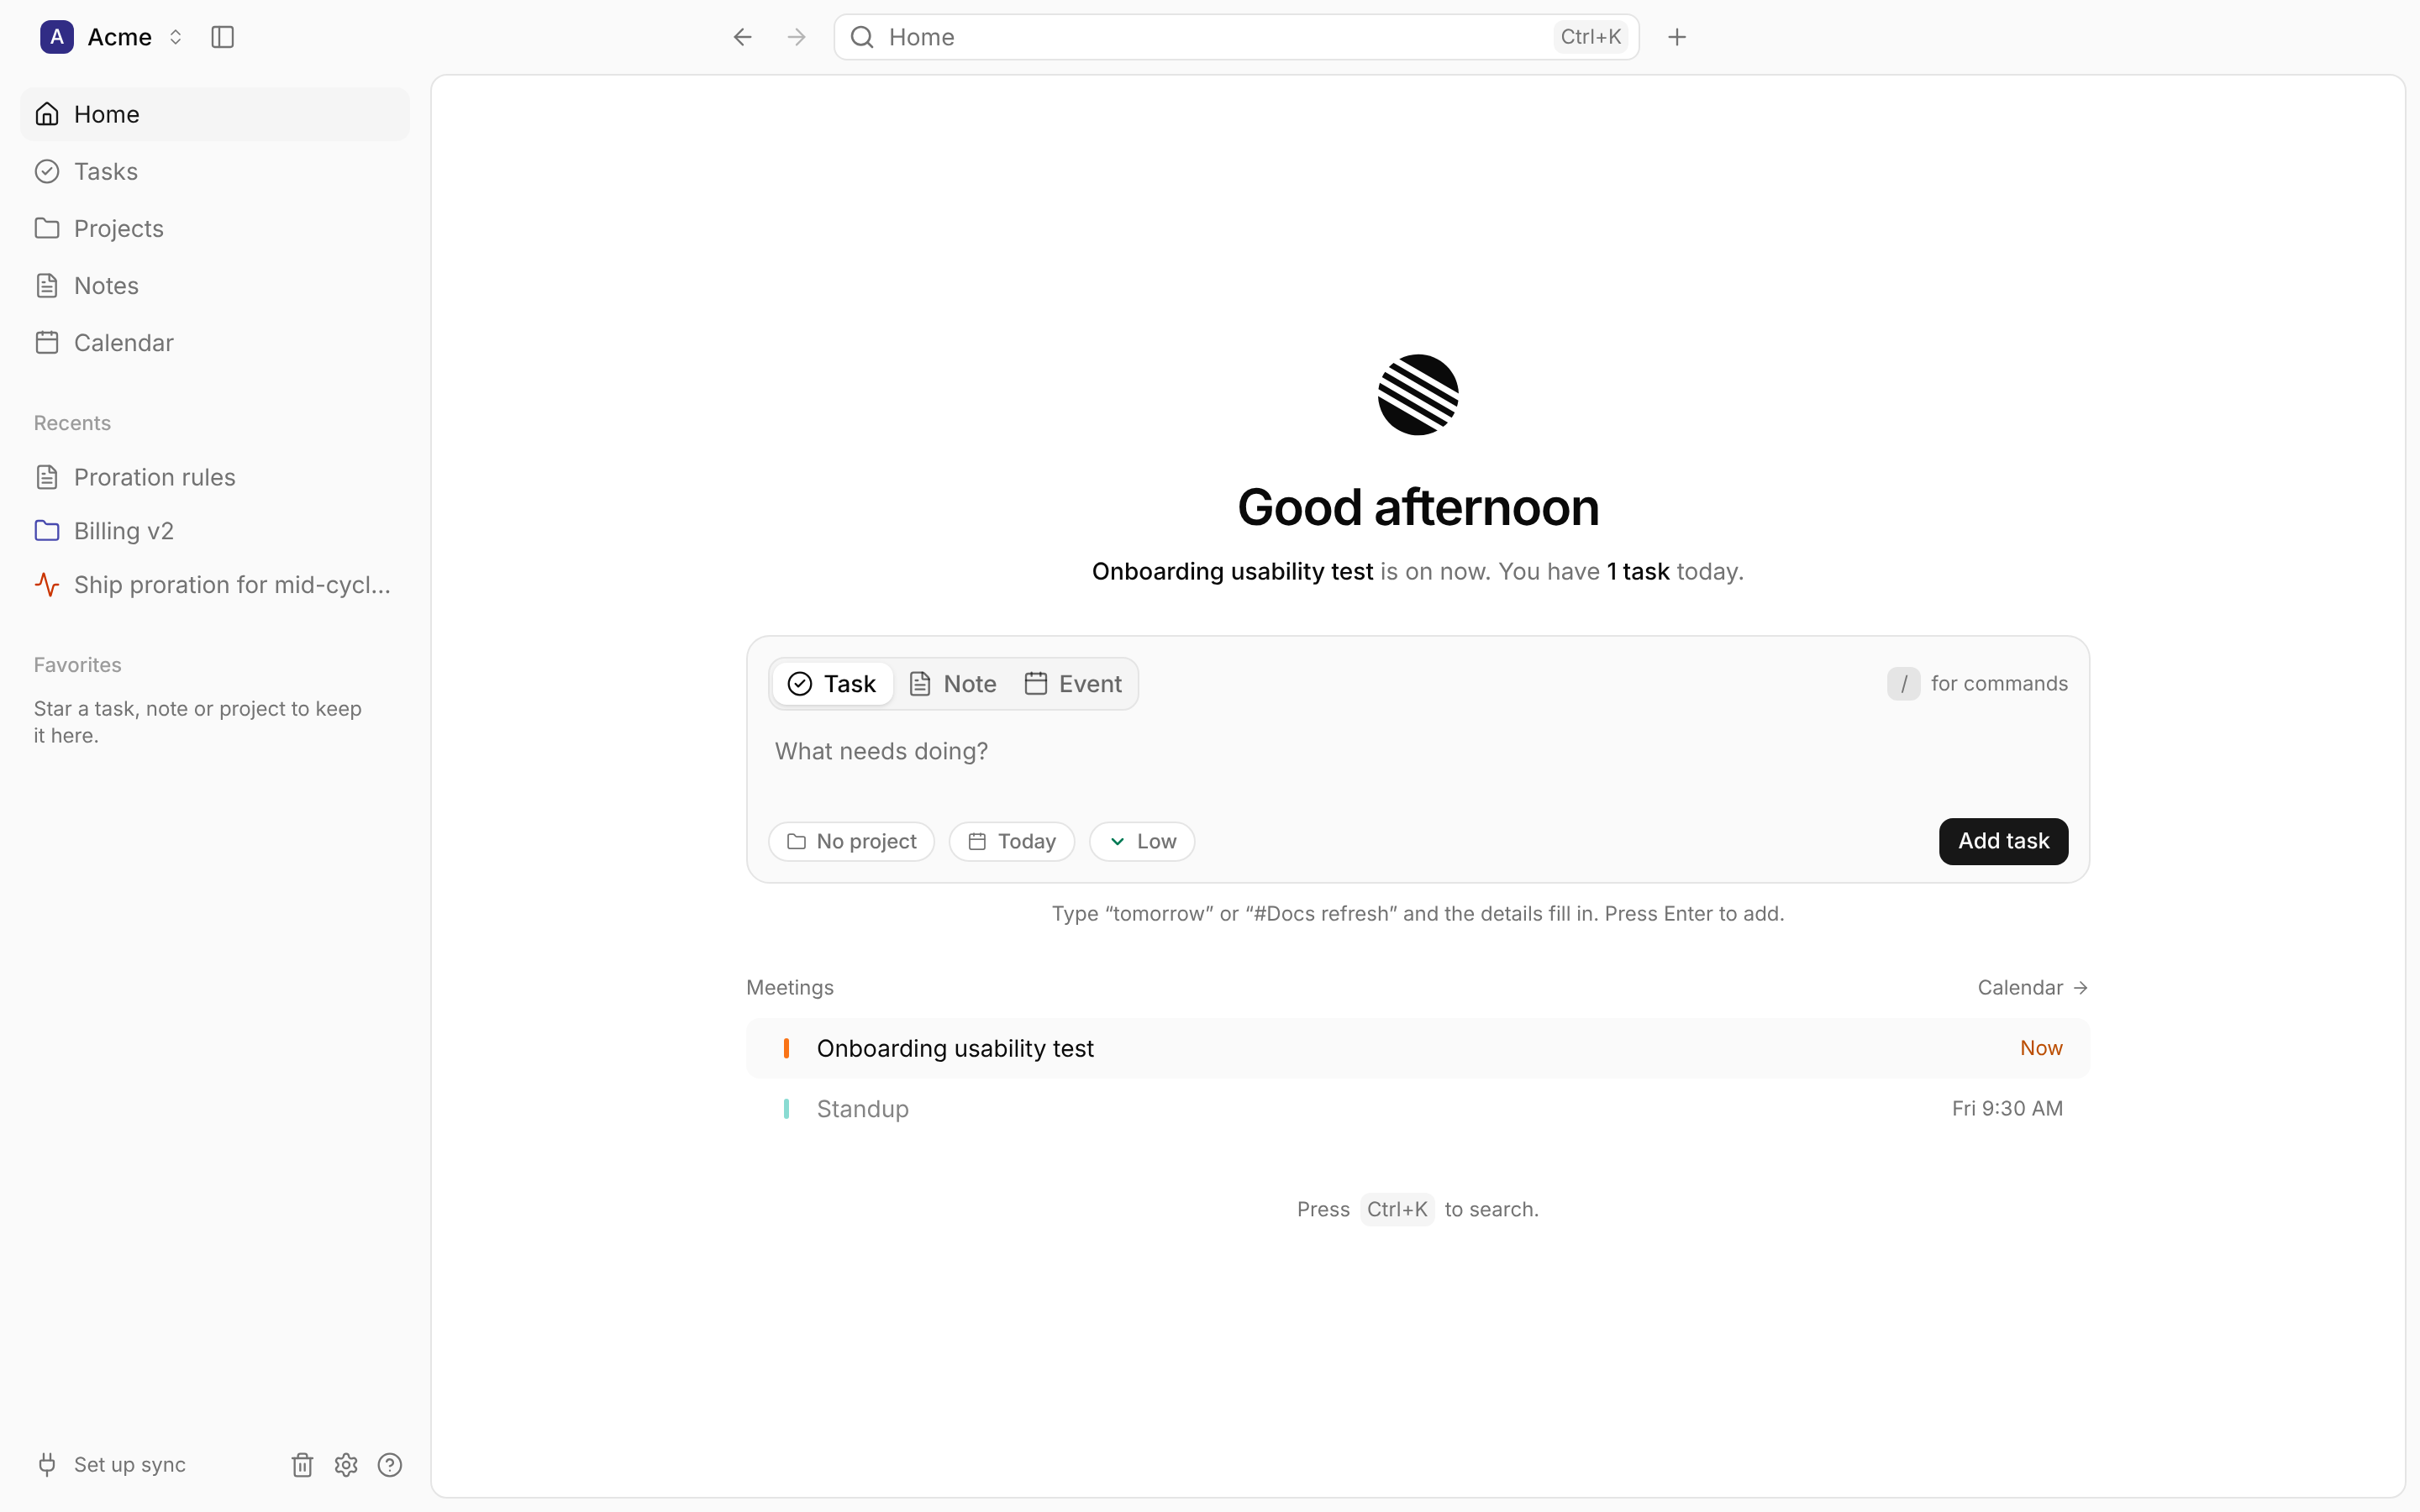 A Acme
Home Ctrl+K
Home
Tasks
Projects
Notes
Calendar
Recents
Proration rules
Billing v2
Ship proration for mid-cycl...
Favorites
Star a task, note or project to keep
it here.
Set up sync
Good afternoon
Onboarding usability test is on now. You have 1 task today.
Task Note Event / for commands
What needs doing?
No project Today Low Add task
Type “tomorrow” or “#Docs refresh” and the details fill in. Press Enter to add.
Meetings Calendar →
Onboarding usability test Now
Standup Fri 9:30 AM
Press Ctrl+K to search.